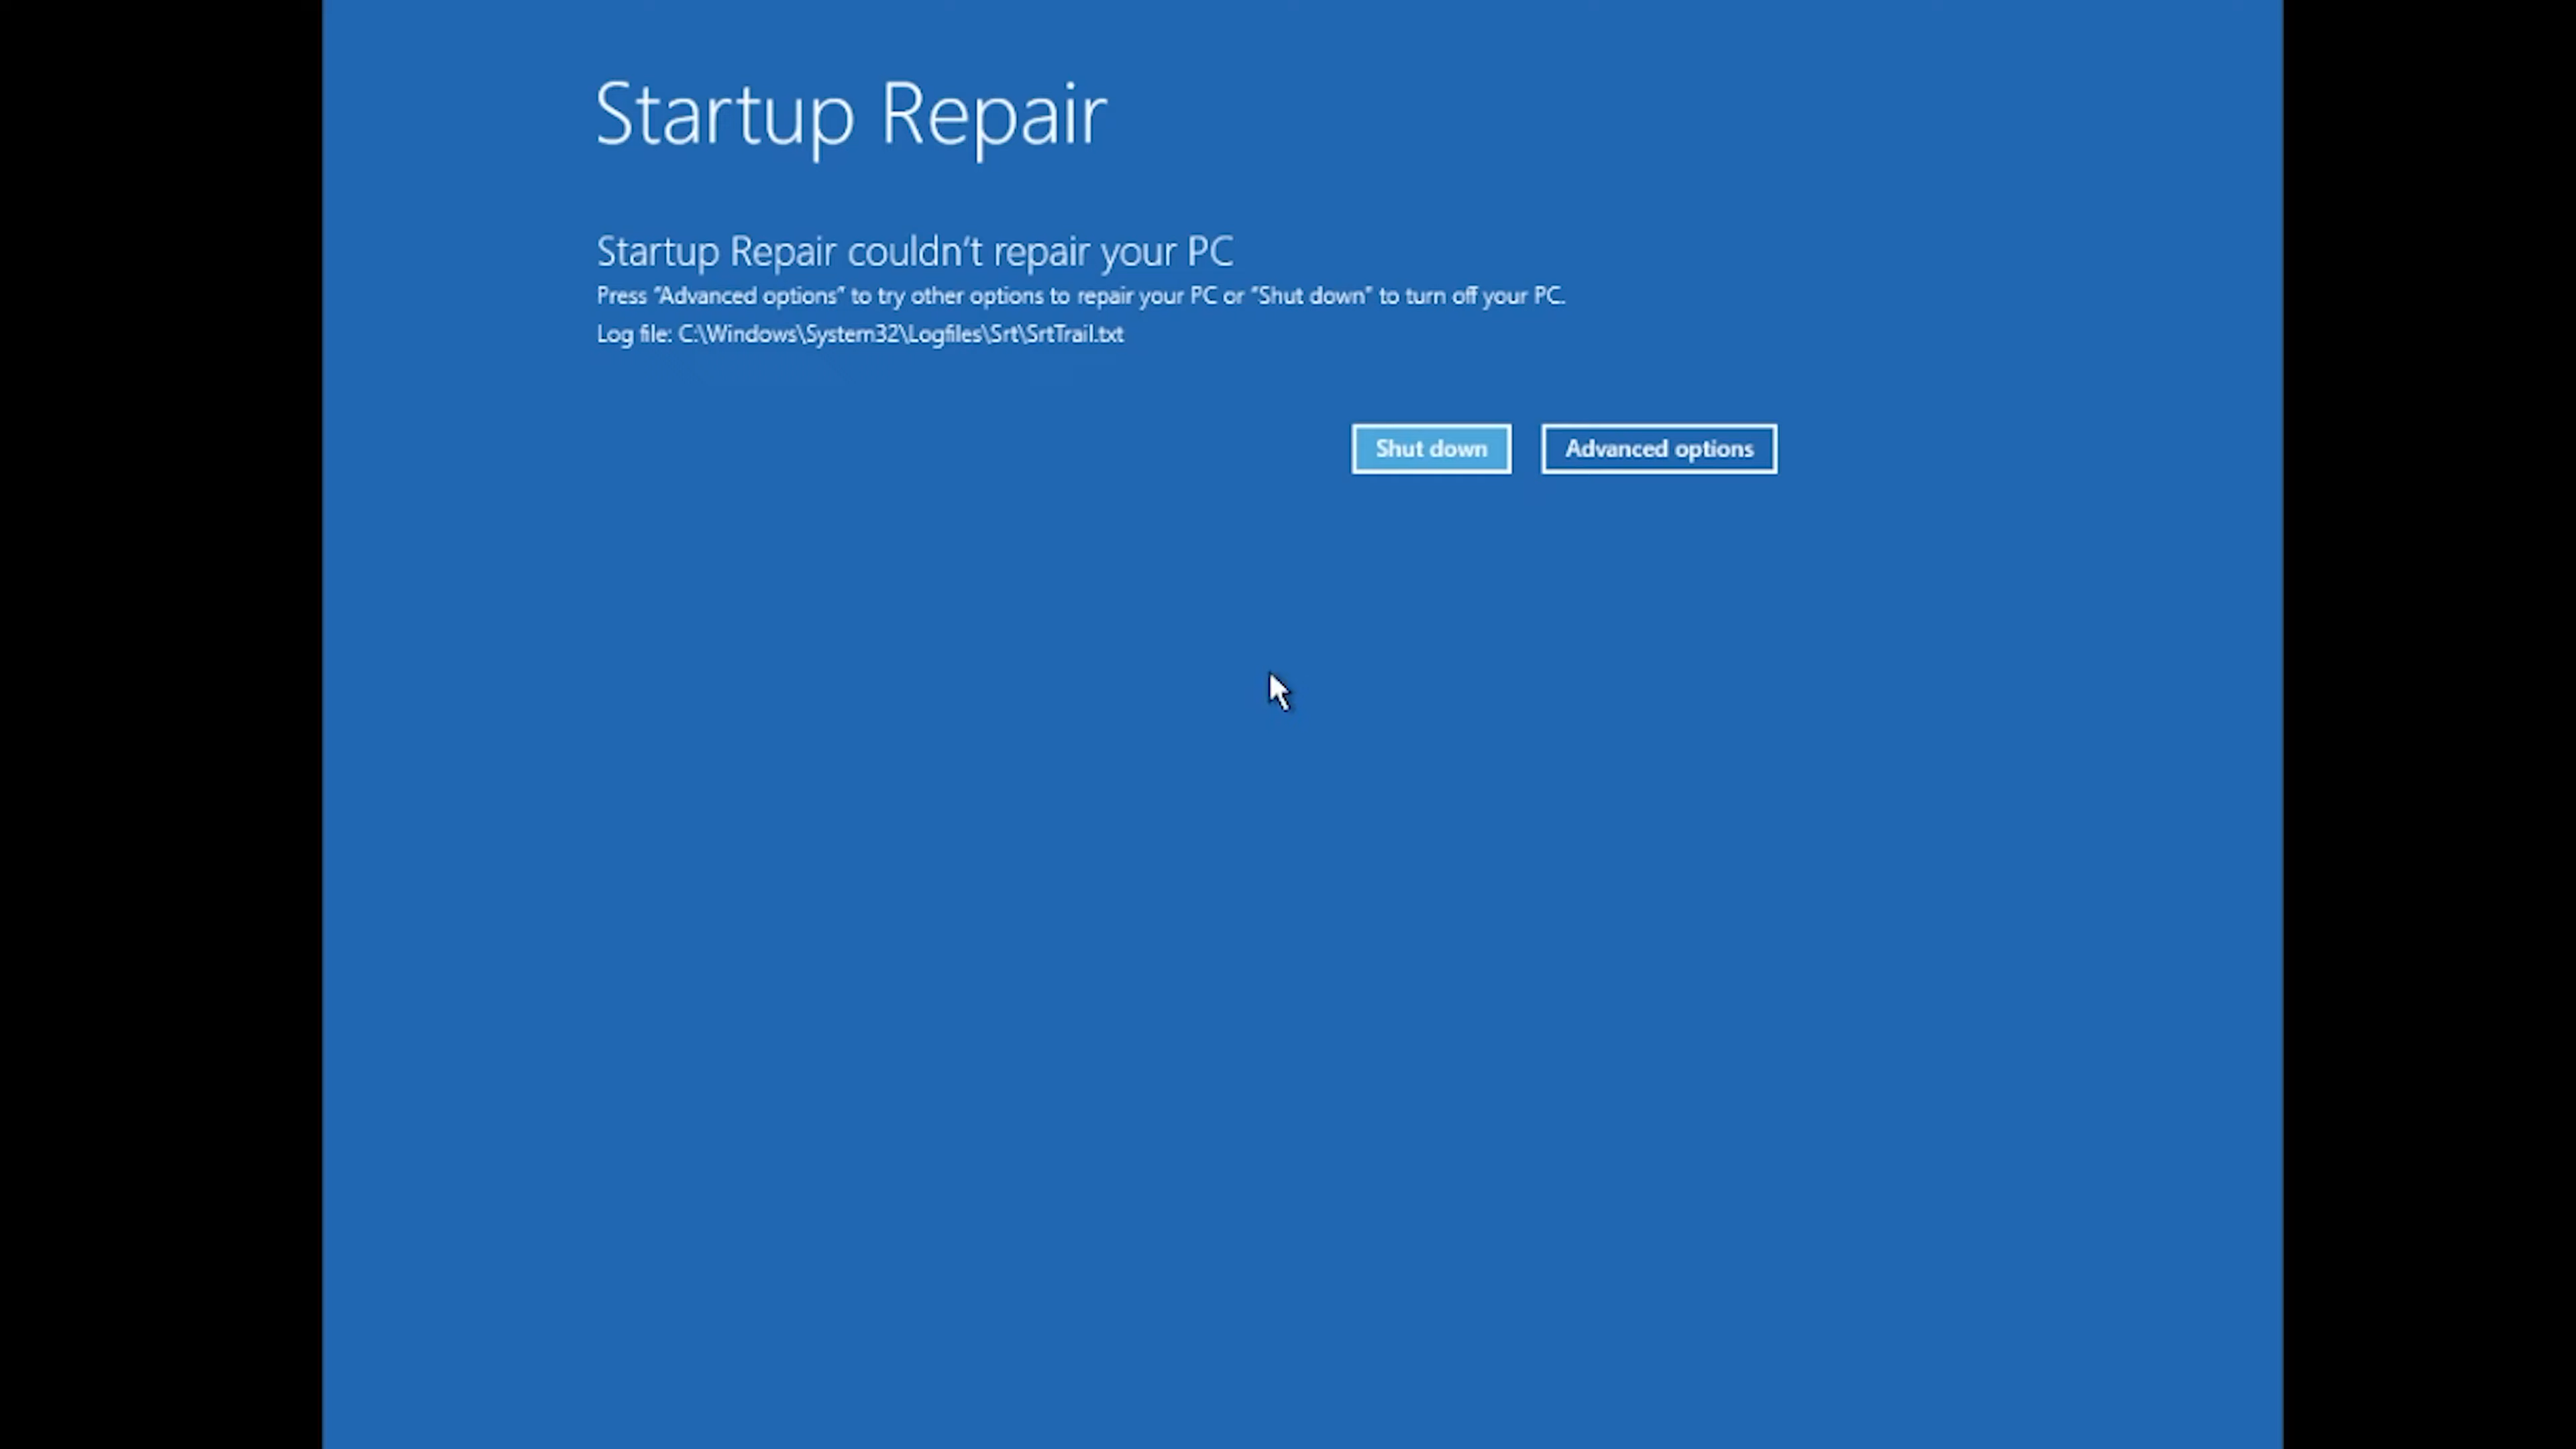 Startup Repair
Startup Repair couldn't repair your PC
Press "Advanced options" to try other options to repair your PC or "Shut down" to turn off your PC.
Log file: C:\Windows\System32\Logfiles\Srt\SrtTrail.txt
Shut down
Advanced options